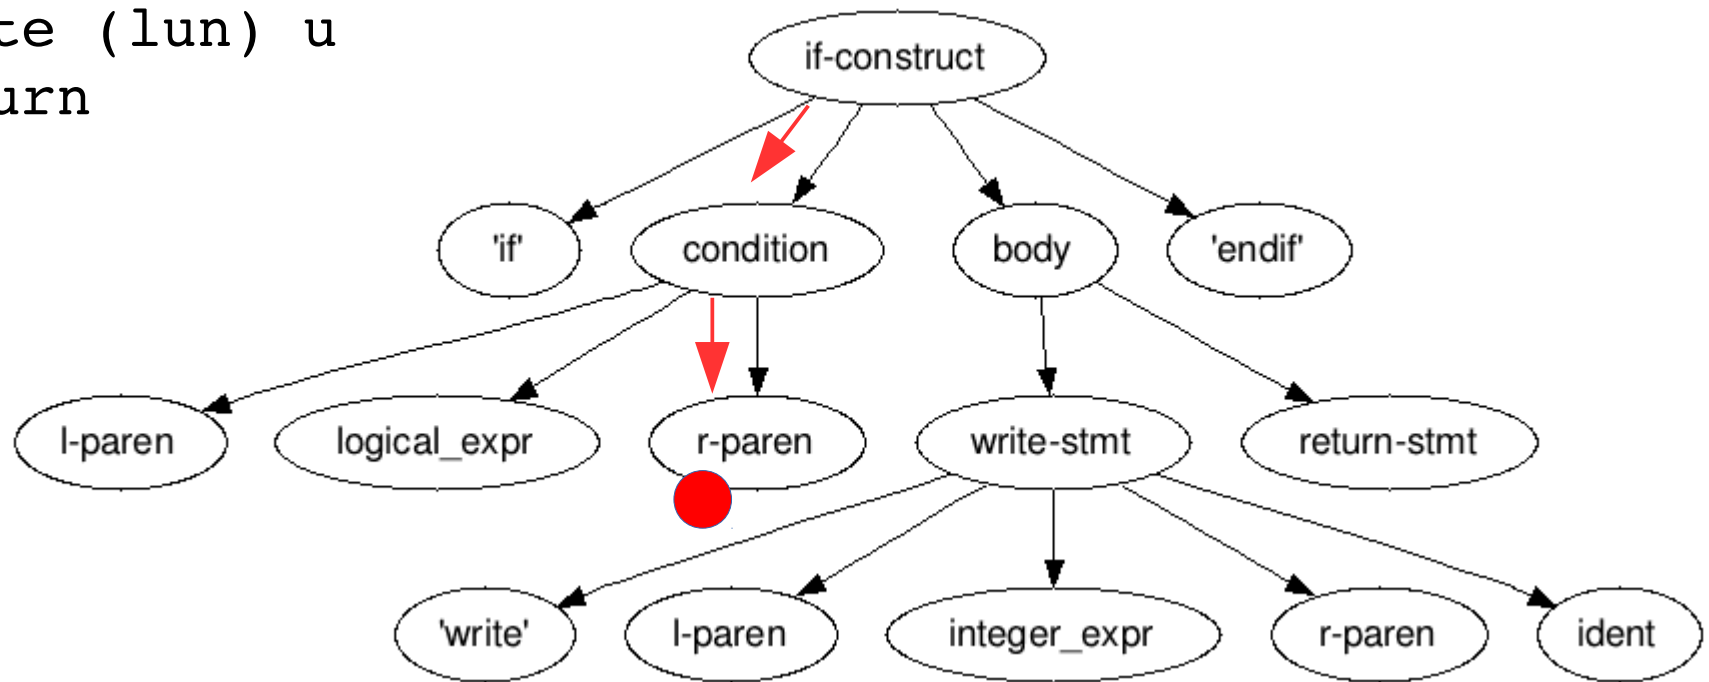 te (lun) u
urn
if-construct
'if' condition body 'endif'
l-paren logical_expr r-paren write-stmt return-stmt
'write' l-paren integer_expr r-paren ident